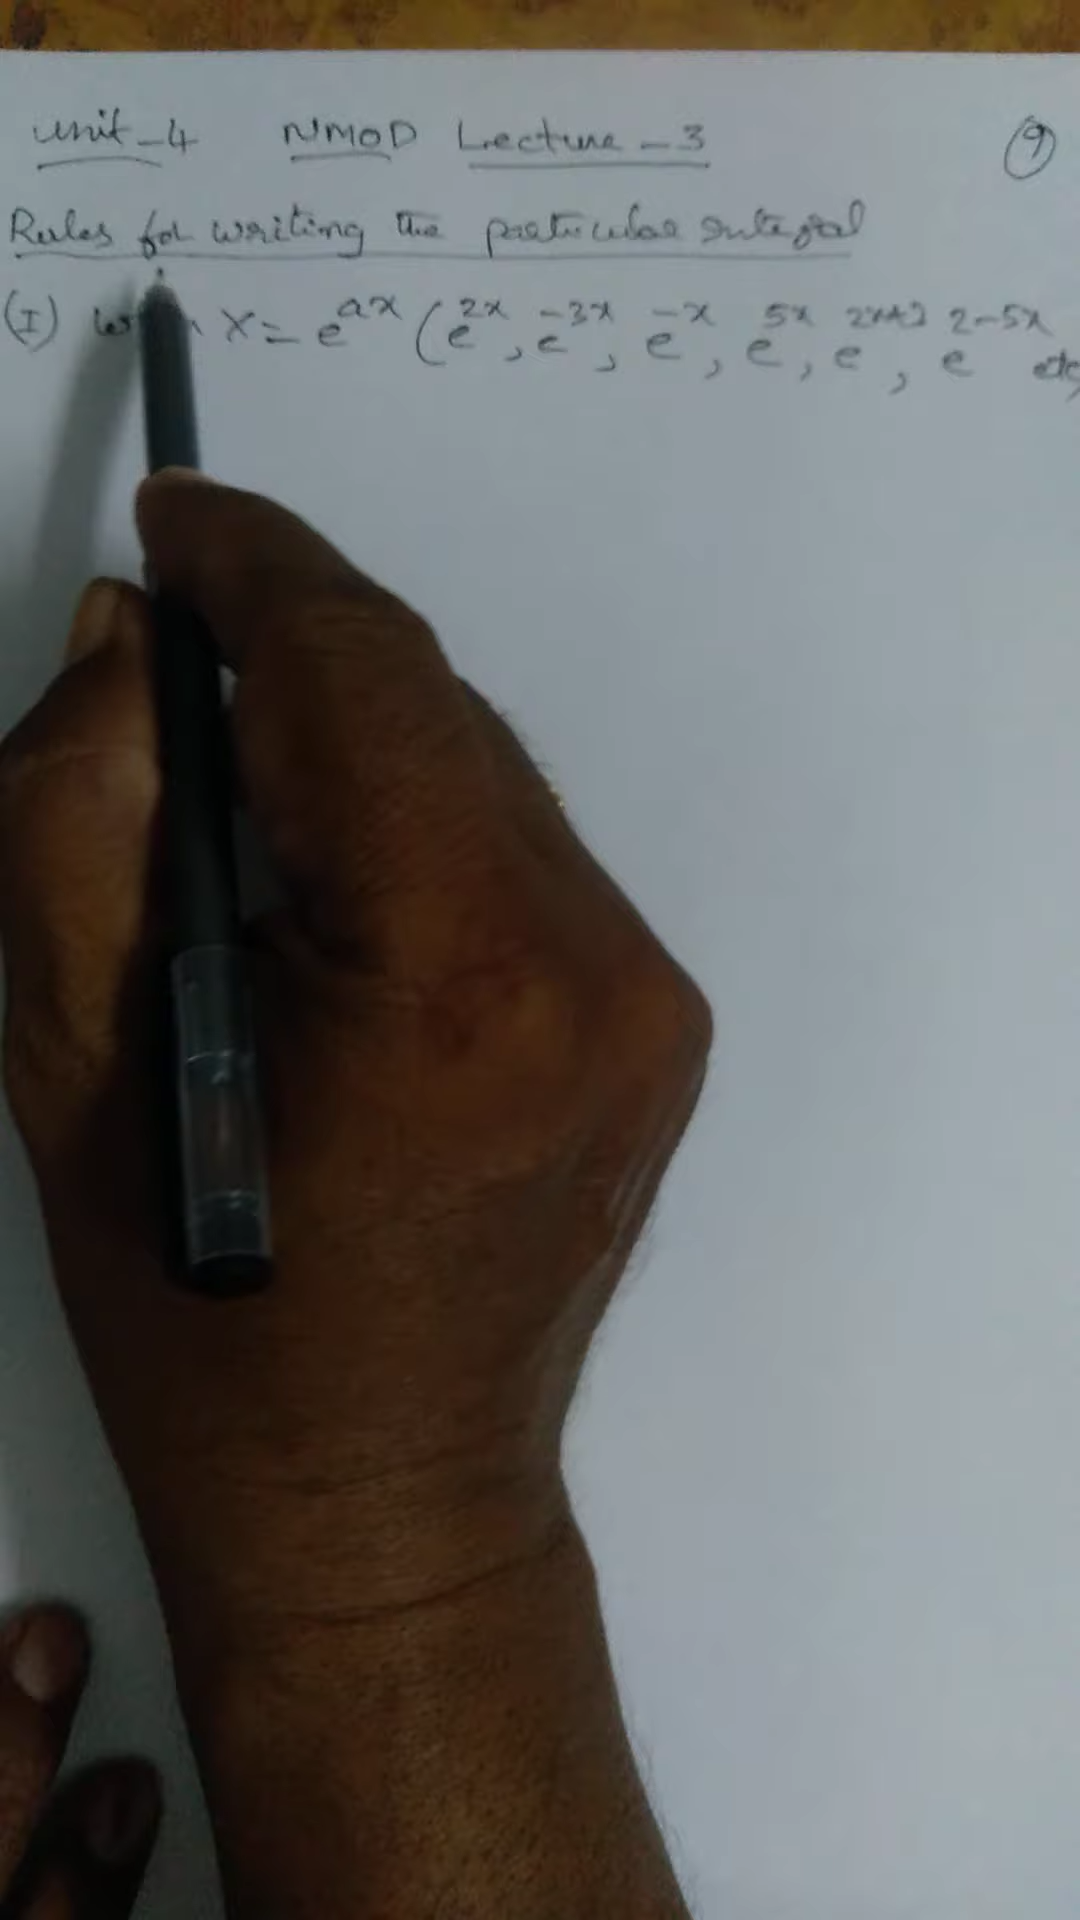 Unit-4 NMOD Lecture-3 9
Rules for writing the particular integral
(I) X = e^{ax} (e^{2x}, e^{-3x}, e^{-x}, e^{5x}, e^{2x+3}, e^{2-5x} etc